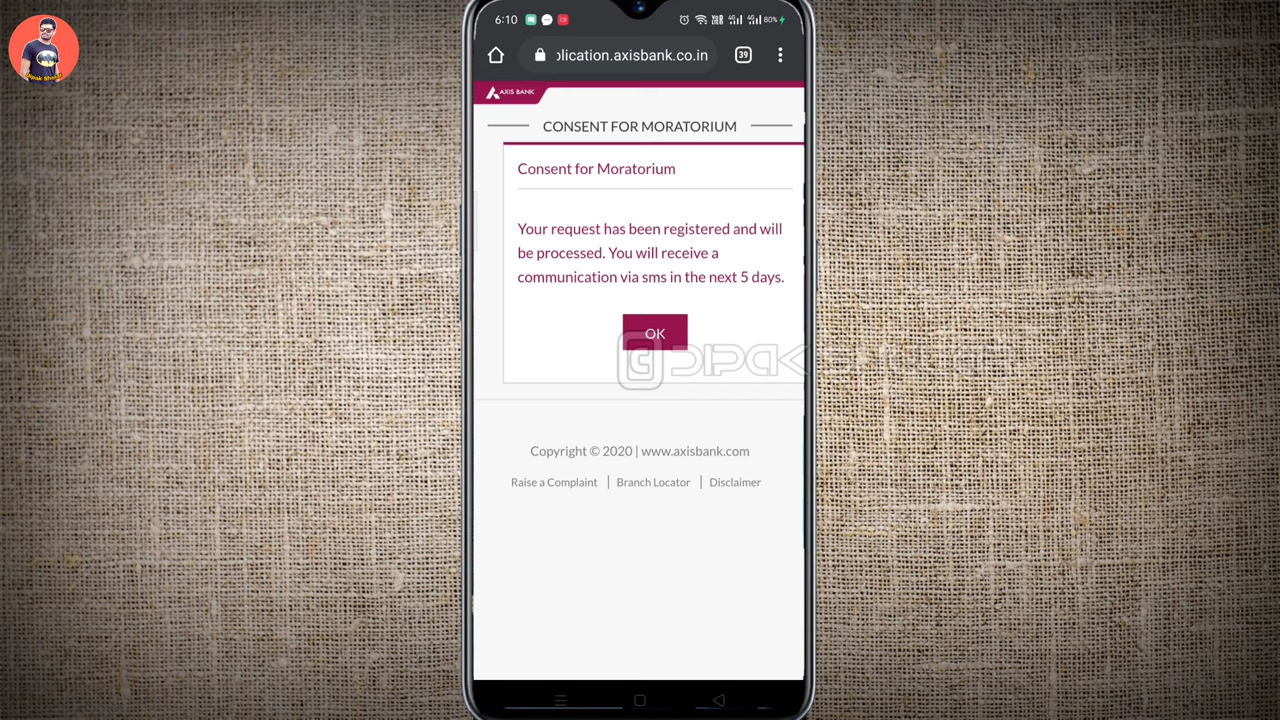 6:10
80%
plication.axisbank.co.in
39
AXIS BANK
CONSENT FOR MORATORIUM
Consent for Moratorium
Your request has been registered and will
be processed. You will receive a
communication via sms in the next 5 days.
OK
DIPAK
Copyright © 2020 | www.axisbank.com
Raise a Complaint | Branch Locator | Disclaimer